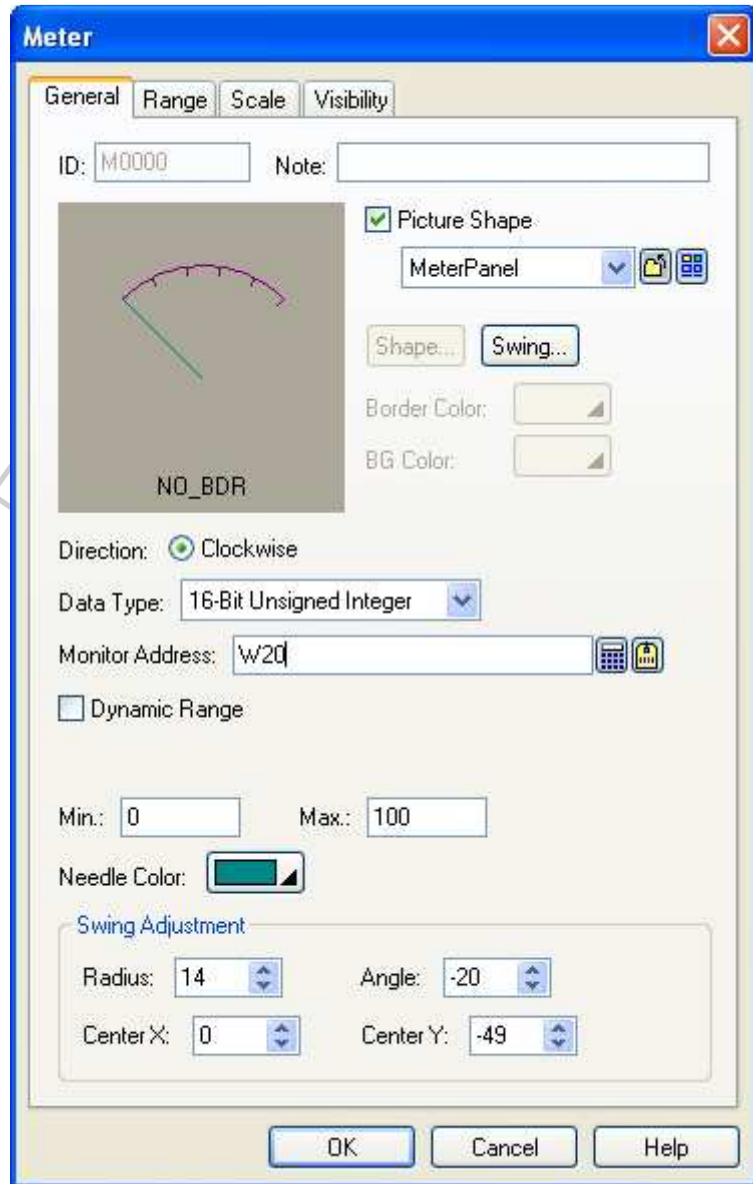 Meter
General Range Scale Visibility
ID: M0000 Note:
Picture Shape
MeterPanel
Shape... Swing...
Border Color:
BG Color:
NO_BDR
Direction: Clockwise
Data Type: 16-Bit Unsigned Integer
Monitor Address: W20
Dynamic Range
Min.: 0 Max.: 100
Needle Color:
Swing Adjustment
Radius: 14 Angle: -20
Center X: 0 Center Y: -49
OK Cancel Help